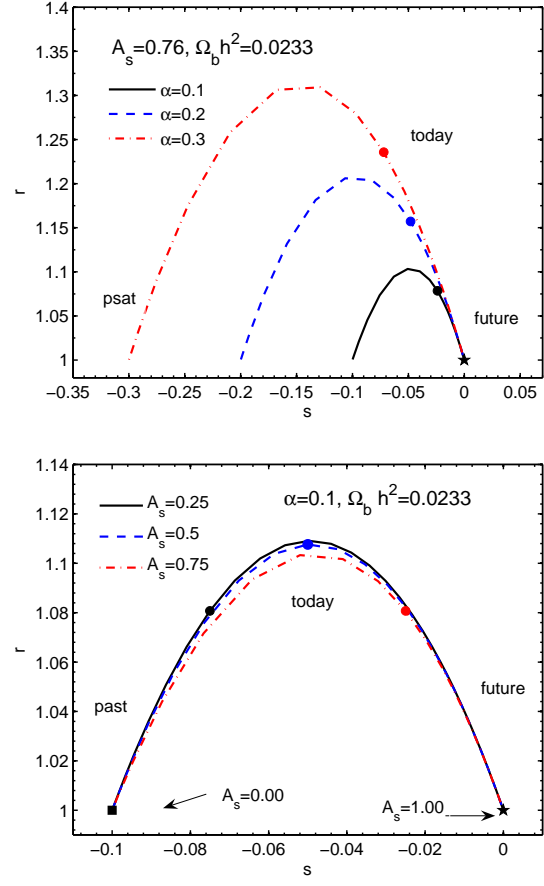 A_s=0.76, Ω_b h²=0.0233
α=0.1
α=0.2
α=0.3
today
psat
future
1.4
1.35
1.3
1.25
1.2
1.15
1.1
1.05
1
r
−0.35 −0.3 −0.25 −0.2 −0.15 −0.1 −0.05 0 0.05
s
A_s=0.25
A_s=0.5
A_s=0.75
α=0.1, Ω_b h²=0.0233
today
past
future
A_s=0.00
A_s=1.00
1.14
1.12
1.1
1.08
1.06
1.04
1.02
1
r
−0.1 −0.08 −0.06 −0.04 −0.02 0
s